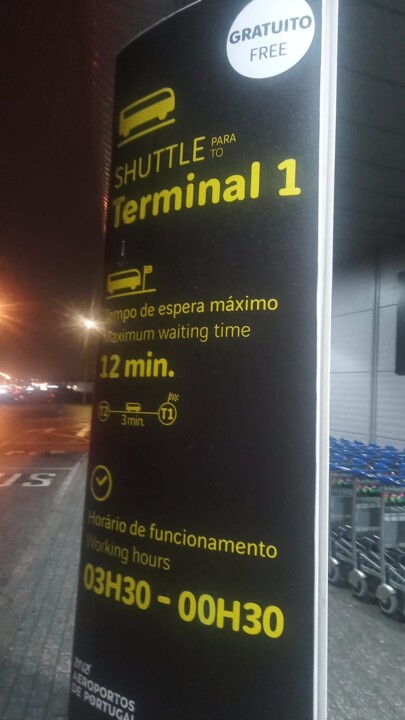 GRATUITO
FREE
SHUTTLE PARA
TO
Terminal 1
Tempo de espera máximo
Maximum waiting time
12 min.
T2 T1
3 min.
Horário de funcionamento
Working hours
03H30 - 00H30
AEROPORTOS
DE PORTUGAL
US